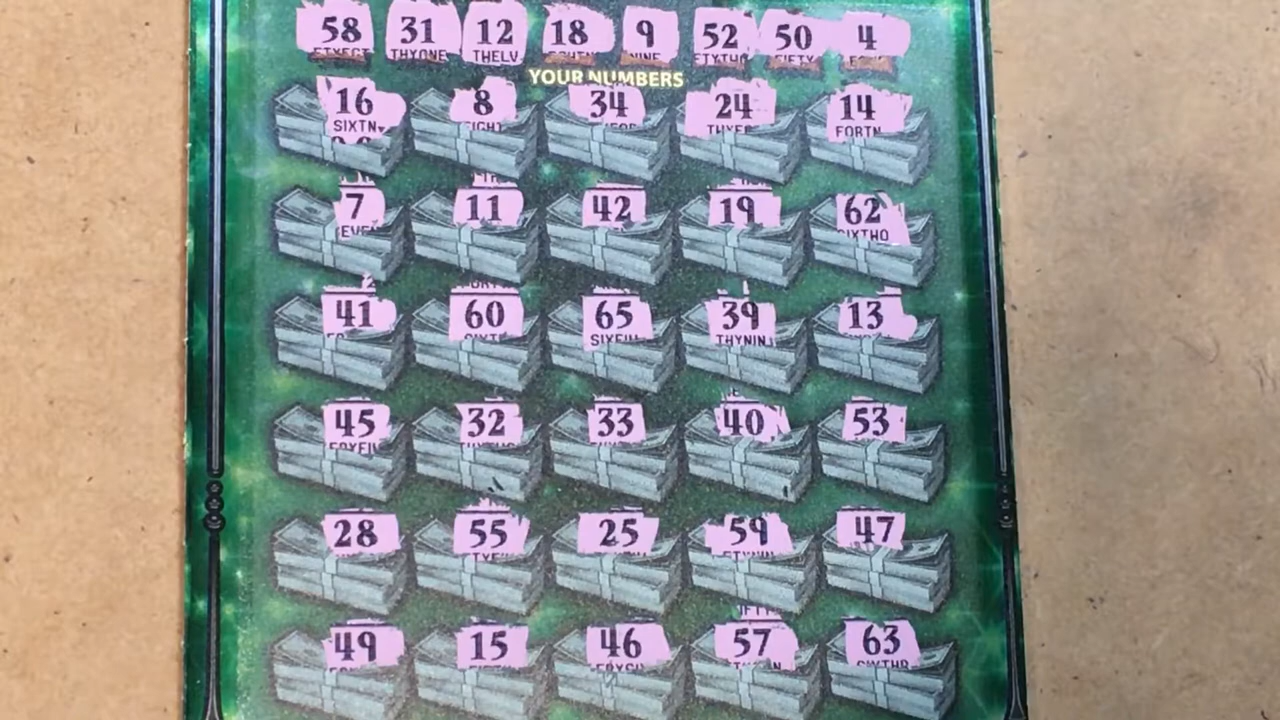 58 31 12 18 9 52 50 4
THYONE THELV NINE FIFTY
YOUR NUMBERS
16 8 34 24 14
SIXTN FORTN
7 11 42 19 62
SIXTHO
41 60 65 39 13
SIXFIV THYNIN
45 32 33 40 53
28 55 25 59 47
49 15 46 57 63